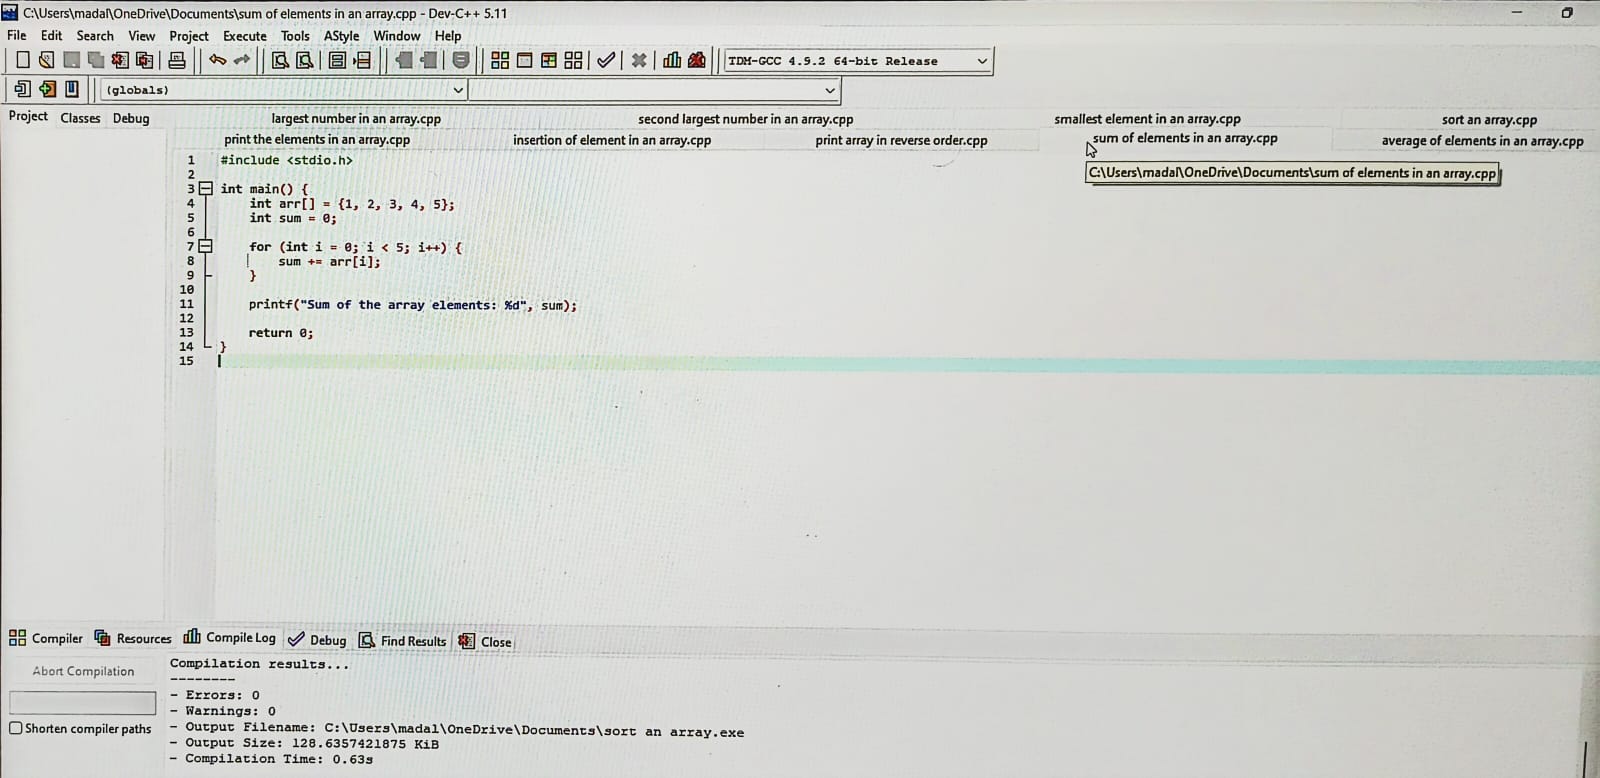 C:\Users\madal\OneDrive\Documents\sum of elements in an array.cpp - Dev-C++ 5.11
File Edit Search View Project Execute Tools AStyle Window Help
TDM-GCC 4.9.2 64-bit Release
(globals)
Project Classes Debug
largest number in an array.cpp second largest number in an array.cpp smallest element in an array.cpp sort an array.cpp
print the elements in an array.cpp insertion of element in an array.cpp print array in reverse order.cpp sum of elements in an array.cpp average of elements in an array.cpp
C:\Users\madal\OneDrive\Documents\sum of elements in an array.cpp
1 #include <stdio.h>
2
3 int main() {
4 int arr[] = {1, 2, 3, 4, 5};
5 int sum = 0;
6
7 for (int i = 0; i < 5; i++) {
8 sum += arr[i];
9 }
10
11 printf("Sum of the array elements: %d", sum);
12
13 return 0;
14 }
15
Compiler Resources Compile Log Debug Find Results Close
Abort Compilation
Shorten compiler paths
Compilation results...
--------
- Errors: 0
- Warnings: 0
- Output Filename: C:\Users\madal\OneDrive\Documents\sort an array.exe
- Output Size: 128.6357421875 KiB
- Compilation Time: 0.63s